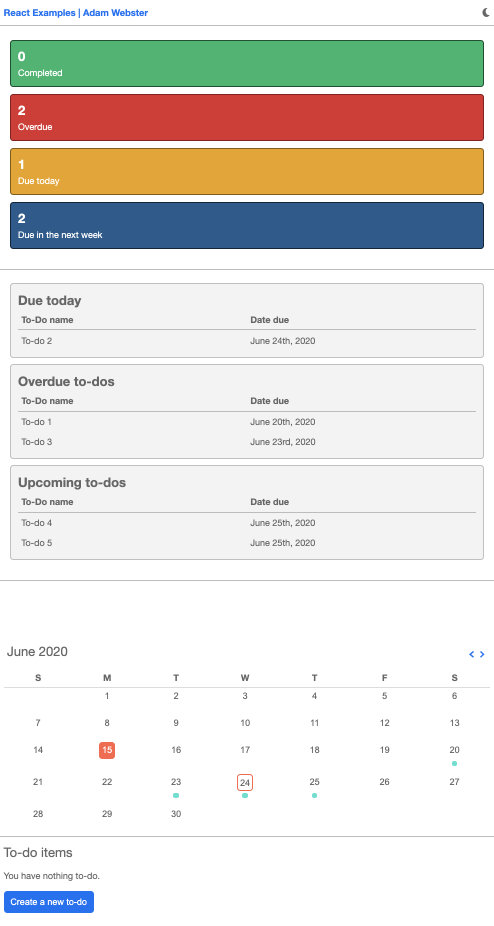 React Examples | Adam Webster
0
Completed
2
Overdue
1
Due today
2
Due in the next week
Due today
To-Do name Date due
To-do 2 June 24th, 2020
Overdue to-dos
To-Do name Date due
To-do 1 June 20th, 2020
To-do 3 June 23rd, 2020
Upcoming to-dos
To-Do name Date due
To-do 4 June 25th, 2020
To-do 5 June 25th, 2020
June 2020
S M T W T F S
1 2 3 4 5 6
7 8 9 10 11 12 13
14 15 16 17 18 19 20
21 22 23 24 25 26 27
28 29 30
To-do items
You have nothing to-do.
Create a new to-do